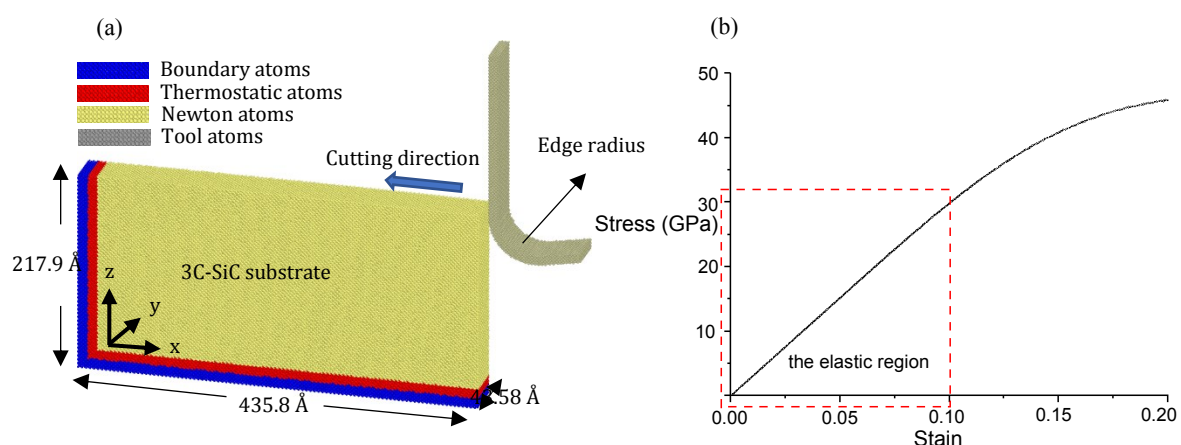 (a)
Boundary atoms
Thermostatic atoms
Newton atoms
Tool atoms
Cutting direction
Edge radius
217.9 Å
3C-SiC substrate
z
y
x
435.8 Å
(b)
50
40
30
20
10
Stress (GPa)
the elastic region
0.00
0.05
0.10
0.15
0.20
Stain